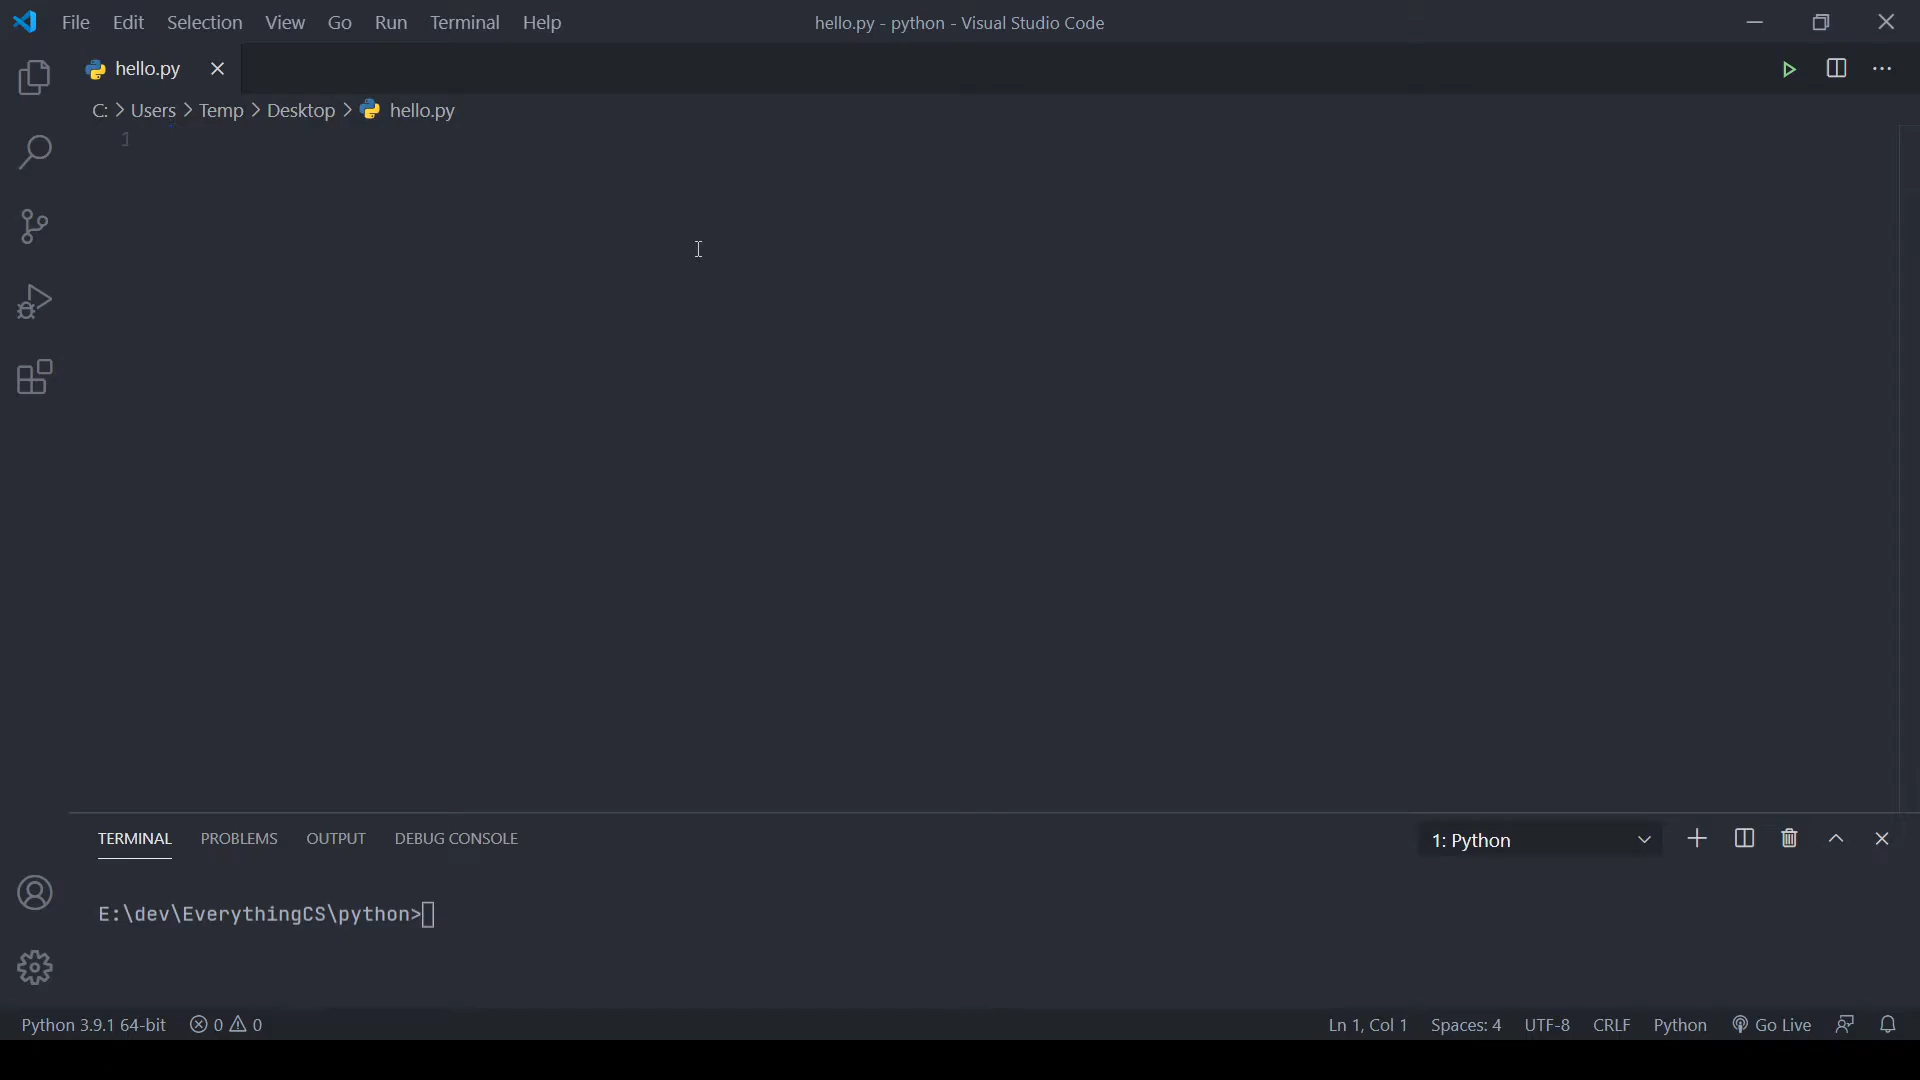 File Edit Selection View Go Run Terminal Help hello.py - python - Visual Studio Code
hello.py
C: > Users > Temp > Desktop > hello.py
1
TERMINAL PROBLEMS OUTPUT DEBUG CONSOLE 1: Python
E:\dev\EverythingCS\python>
Python 3.9.1 64-bit 0 0 Ln 1, Col 1 Spaces: 4 UTF-8 CRLF Python Go Live